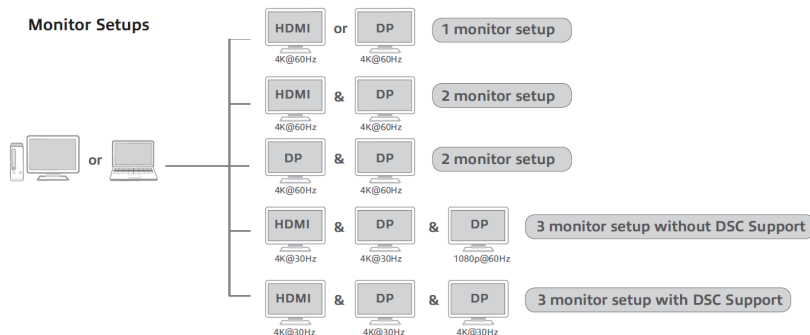 Monitor Setups
HDMI or DP 1 monitor setup
4K@60Hz 4K@60Hz
HDMI & DP 2 monitor setup
4K@60Hz 4K@60Hz
or
DP & DP 2 monitor setup
4K@60Hz 4K@60Hz
HDMI & DP & DP 3 monitor setup without DSC Support
4K@30Hz 4K@30Hz 1080p@60Hz
HDMI & DP & DP 3 monitor setup with DSC Support
4K@30Hz 4K@30Hz 4K@30Hz